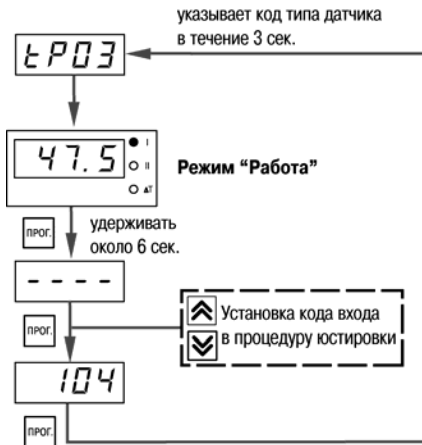 указывает код типа датчика
в течение 3 сек.
tP03
47.5
I
II
ΔT
Режим “Работа”
ПРОГ.
удерживать
около 6 сек.
- - - -
Установка кода входа
в процедуру юстировки
ПРОГ.
104
ПРОГ.